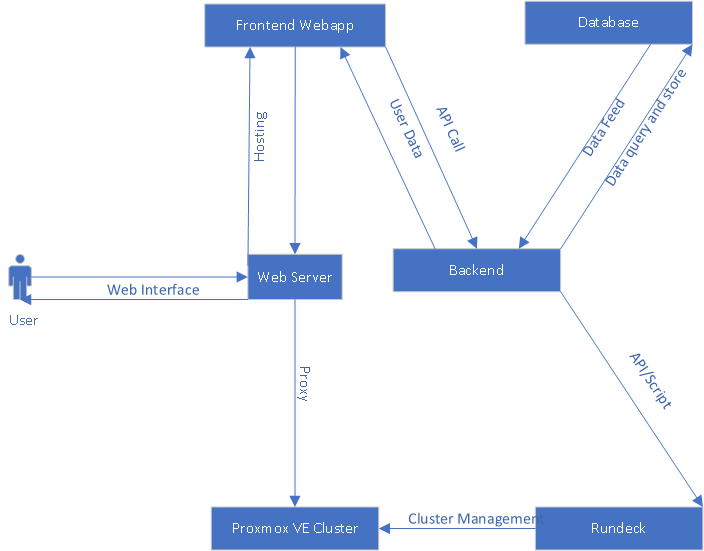 Frontend Webapp
Database
Hosting
User Data
API Call
Data Feed
Data query and store
Web Server
Backend
Web Interface
User
Proxy
API/Script
Proxmox VE Cluster
Cluster Management
Rundeck